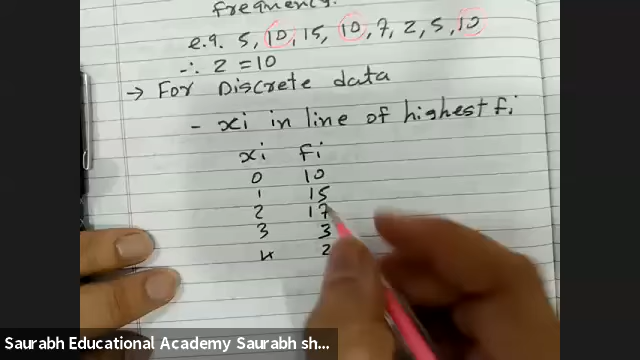 frequency.
e.g. 5, 10, 15, 10, 7, 2, 5, 10
∴ Z = 10
→ For Discrete data
- xi in line of highest fi
xi fi
0 10
1 15
2 17
3 3
4 2
Saurabh Educational Academy Saurabh sh...